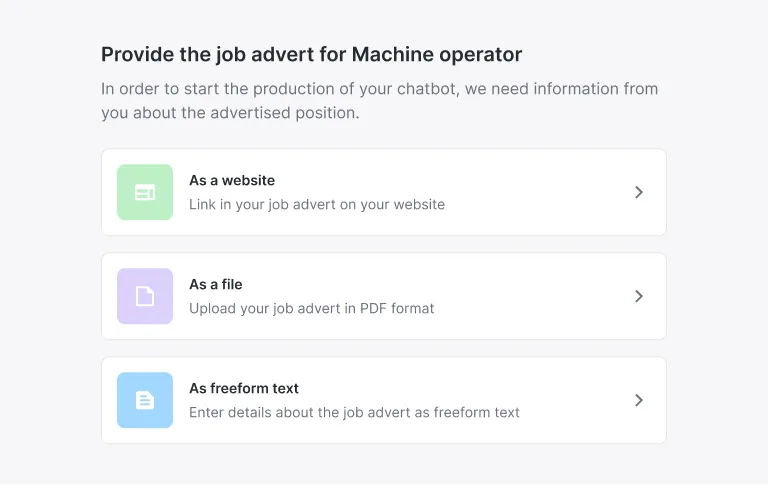 Provide the job advert for Machine operator
In order to start the production of your chatbot, we need information from
you about the advertised position.
As a website
Link in your job advert on your website
As a file
Upload your job advert in PDF format
As freeform text
Enter details about the job advert as freeform text